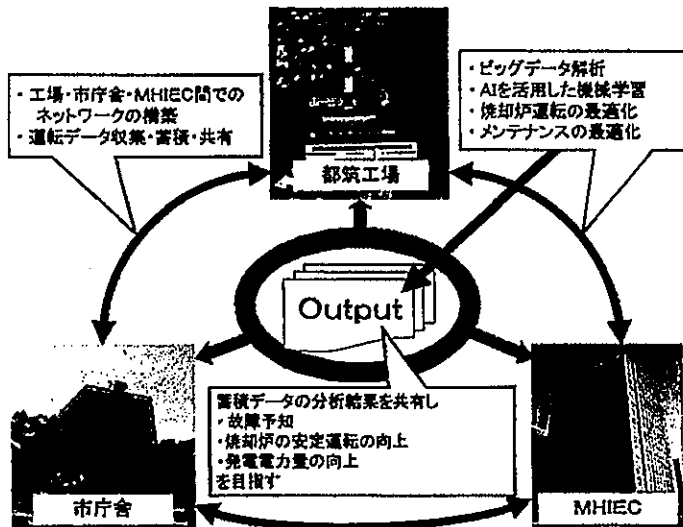 ・工場・市庁舎・MHIEC間での
ネットワークの構築
・運転データ収集・蓄積・共有
・ビッグデータ解析
・AIを活用した機械学習
・焼却炉運転の最適化
・メンテナンスの最適化
都筑工場
Output
蓄積データの分析結果を共有し
・故障予知
・焼却炉の安定運転の向上
・発電電力量の向上
を目指す
市庁舎
MHIEC